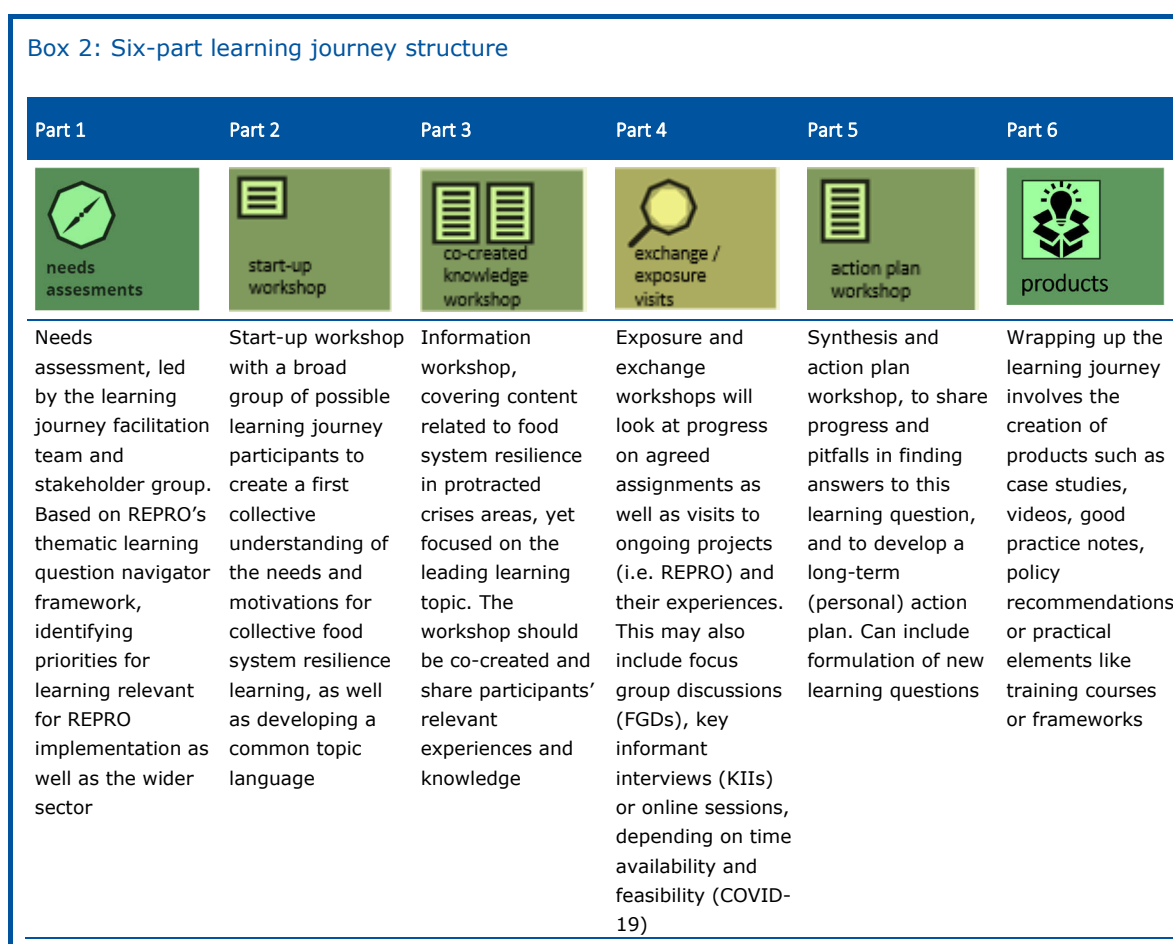 Box 2: Six-part learning journey structure
Part 1
Part 2
Part 3
Part 4
Part 5
Part 6
needs
assesments
start-up
workshop
co-created
knowledge
workshop
exchange /
exposure
visits
action plan
workshop
products
Needs
assessment, led
by the learning
journey facilitation
team and
stakeholder group.
Based on REPRO’s
thematic learning
question navigator
framework,
identifying
priorities for
learning relevant
for REPRO
implementation as
well as the wider
sector
Start-up workshop
with a broad
group of possible
learning journey
participants to
create a first
collective
understanding of
the needs and
motivations for
collective food
system resilience
learning, as well
as developing a
common topic
language
Information
workshop,
covering content
related to food
system resilience
in protracted
crises areas, yet
focused on the
leading learning
topic. The
workshop should
be co-created and
share participants’
relevant
experiences and
knowledge
Exposure and
exchange
workshops will
look at progress
on agreed
assignments as
well as visits to
ongoing projects
(i.e. REPRO) and
their experiences.
This may also
include focus
group discussions
(FGDs), key
informant
interviews (KIIs)
or online sessions,
depending on time
availability and
feasibility (COVID-
19)
Synthesis and
action plan
workshop, to share
progress and
pitfalls in finding
answers to this
learning question,
and to develop a
long-term
(personal) action
plan. Can include
formulation of new
learning questions
Wrapping up the
learning journey
involves the
creation of
products such as
case studies,
videos, good
practice notes,
policy
recommendations
or practical
elements like
training courses
or frameworks